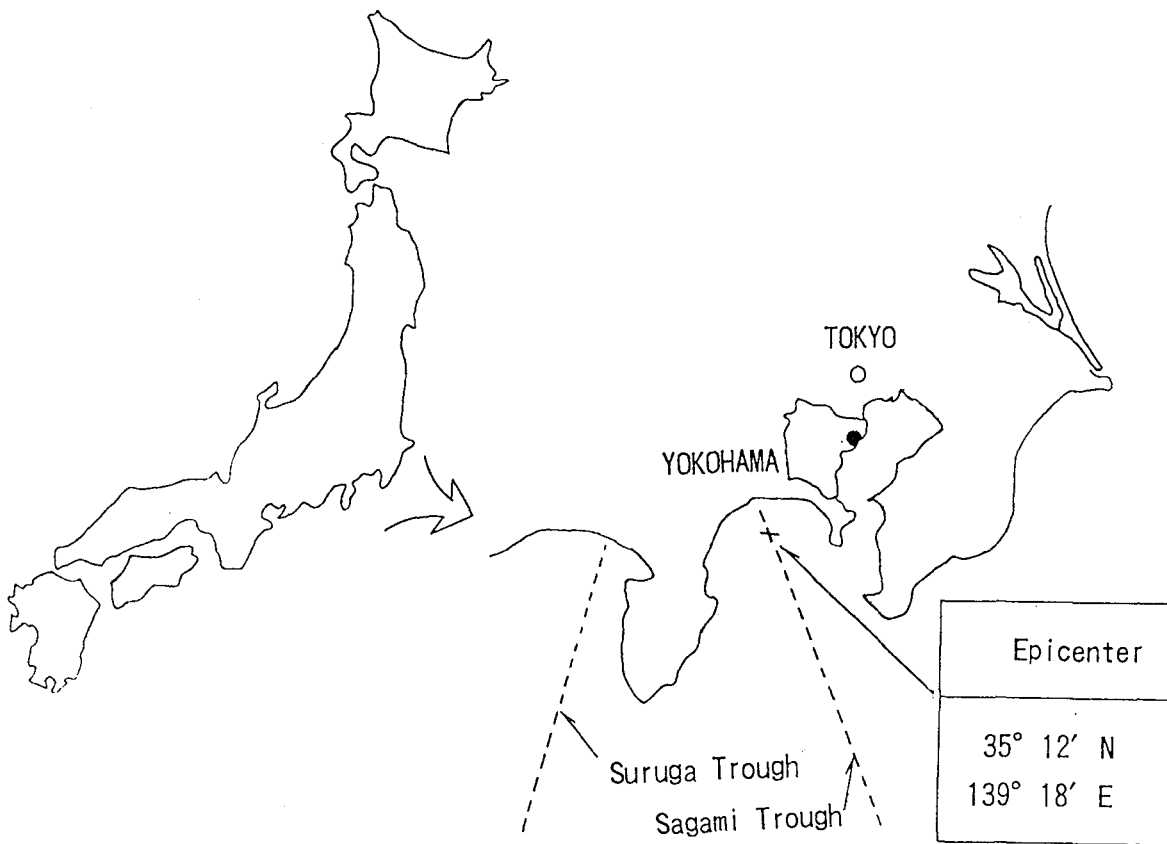 TOKYO
YOKOHAMA
Epicenter
35° 12′ N
139° 18′ E
Suruga Trough
Sagami Trough